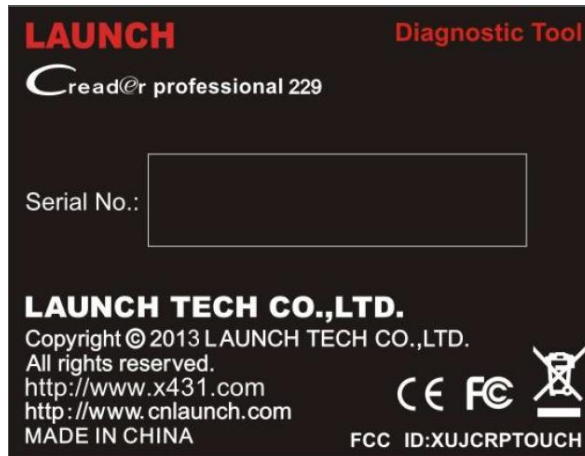 LAUNCH
Diagnostic Tool
Creader professional 229
Serial No.:
LAUNCH TECH CO.,LTD.
Copyright © 2013 LAUNCH TECH CO.,LTD.
All rights reserved.
http://www.x431.com
http://www.cnlaunch.com
MADE IN CHINA
CE FC
FCC ID:XUJCRPTOUCH